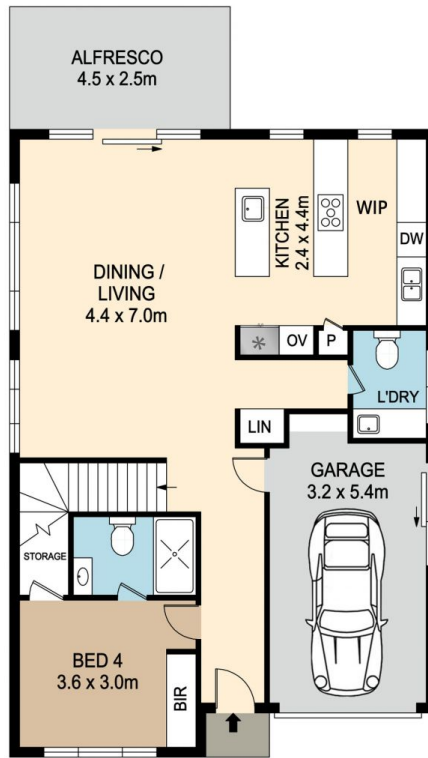 ALFRESCO
4.5 x 2.5m
KITCHEN
2.4 x 4.4m
WIP
DW
DINING /
LIVING
4.4 x 7.0m
OV
P
L'DRY
LIN
GARAGE
3.2 x 5.4m
STORAGE
BED 4
3.6 x 3.0m
BIR